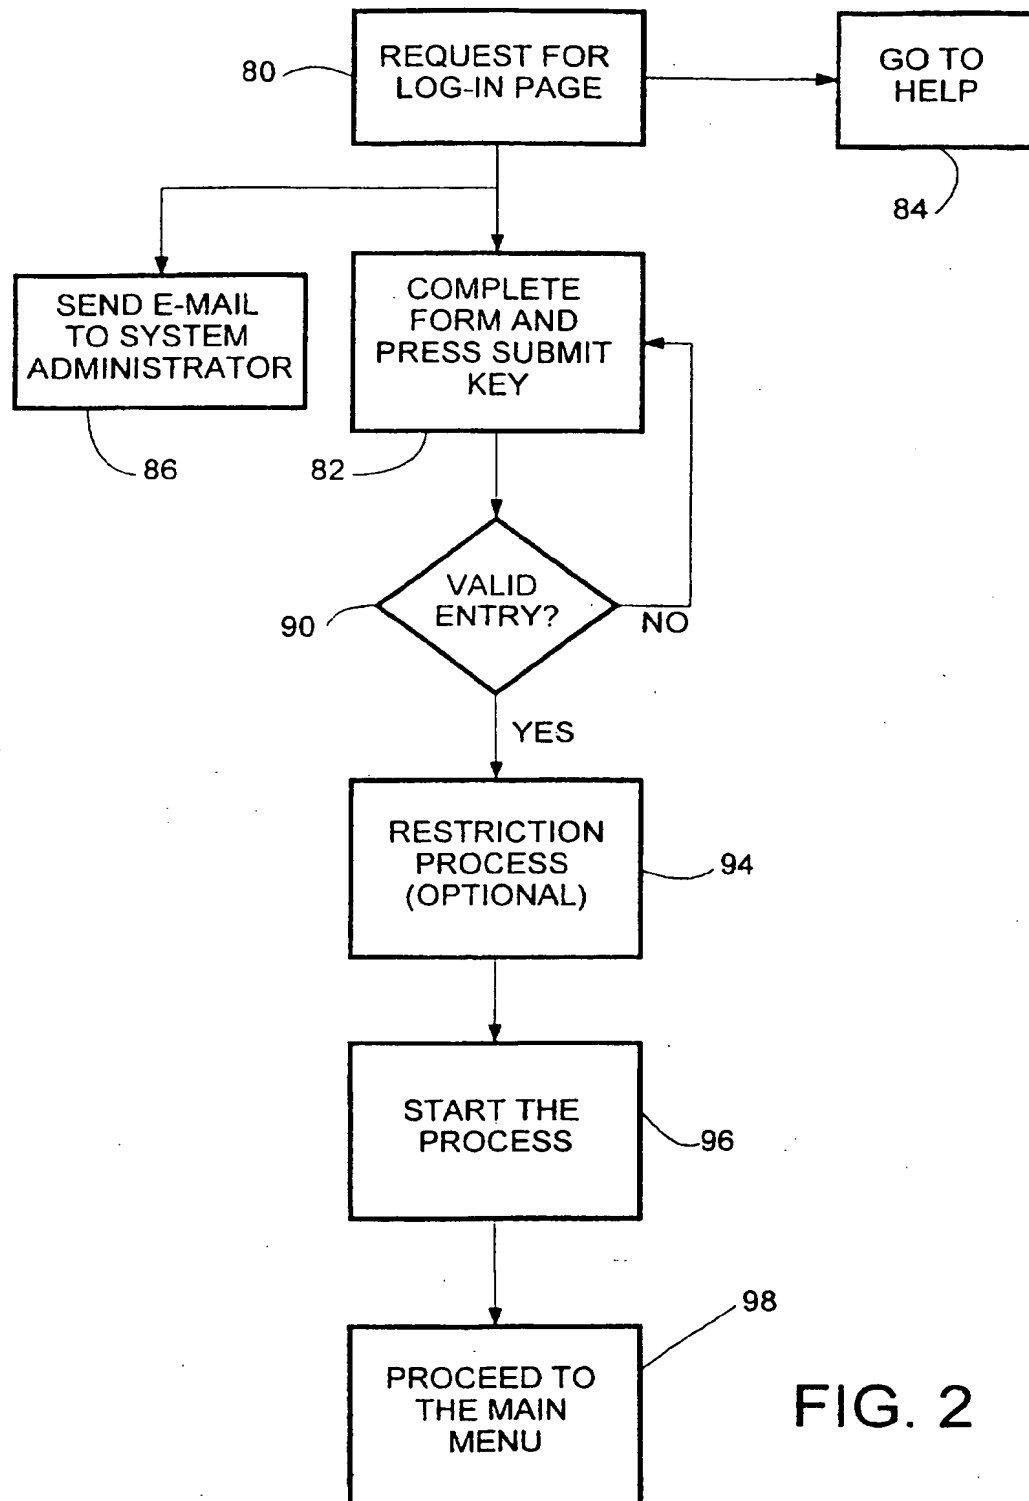 80
REQUEST FOR
LOG-IN PAGE
GO TO
HELP
84
SEND E-MAIL
TO SYSTEM
ADMINISTRATOR
86
COMPLETE
FORM AND
PRESS SUBMIT
KEY
82
VALID
ENTRY?
90
NO
YES
RESTRICTION
PROCESS
(OPTIONAL)
94
START THE
PROCESS
96
98
PROCEED TO
THE MAIN
MENU
FIG. 2